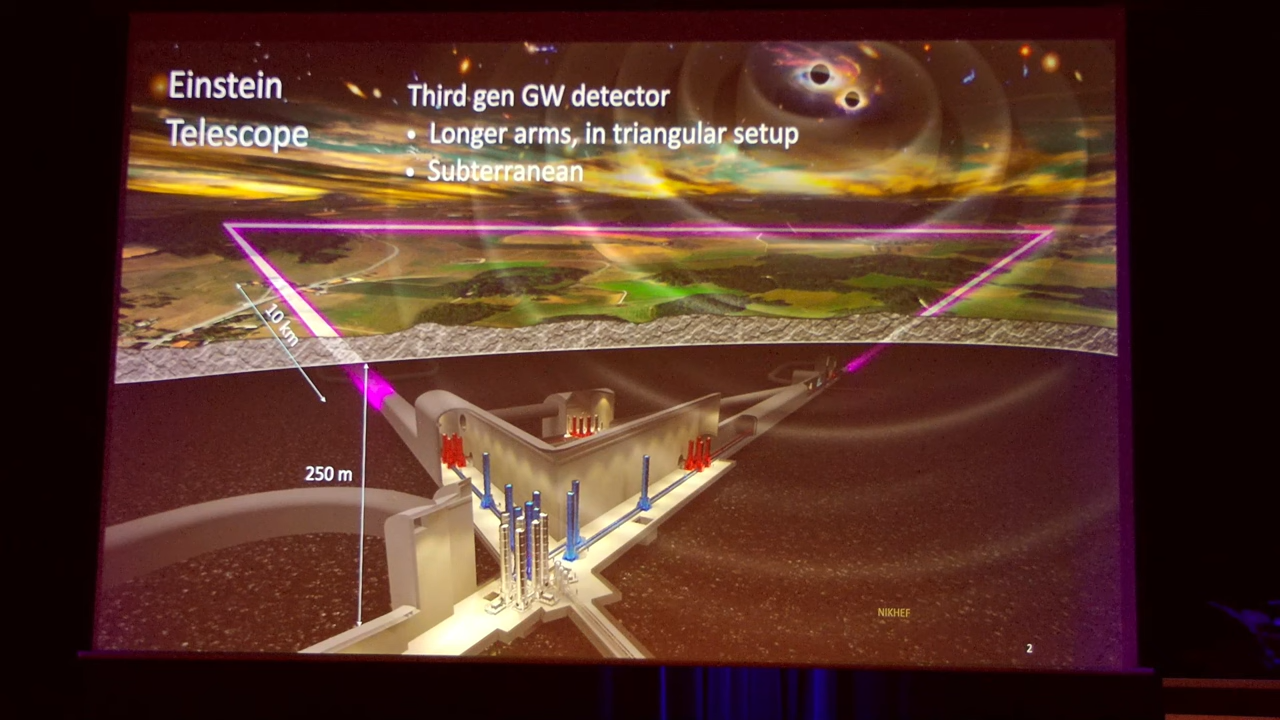 Einstein
Telescope
Third gen GW detector
• Longer arms, in triangular setup
• Subterranean
10 km
250 m
NIKHEF
2